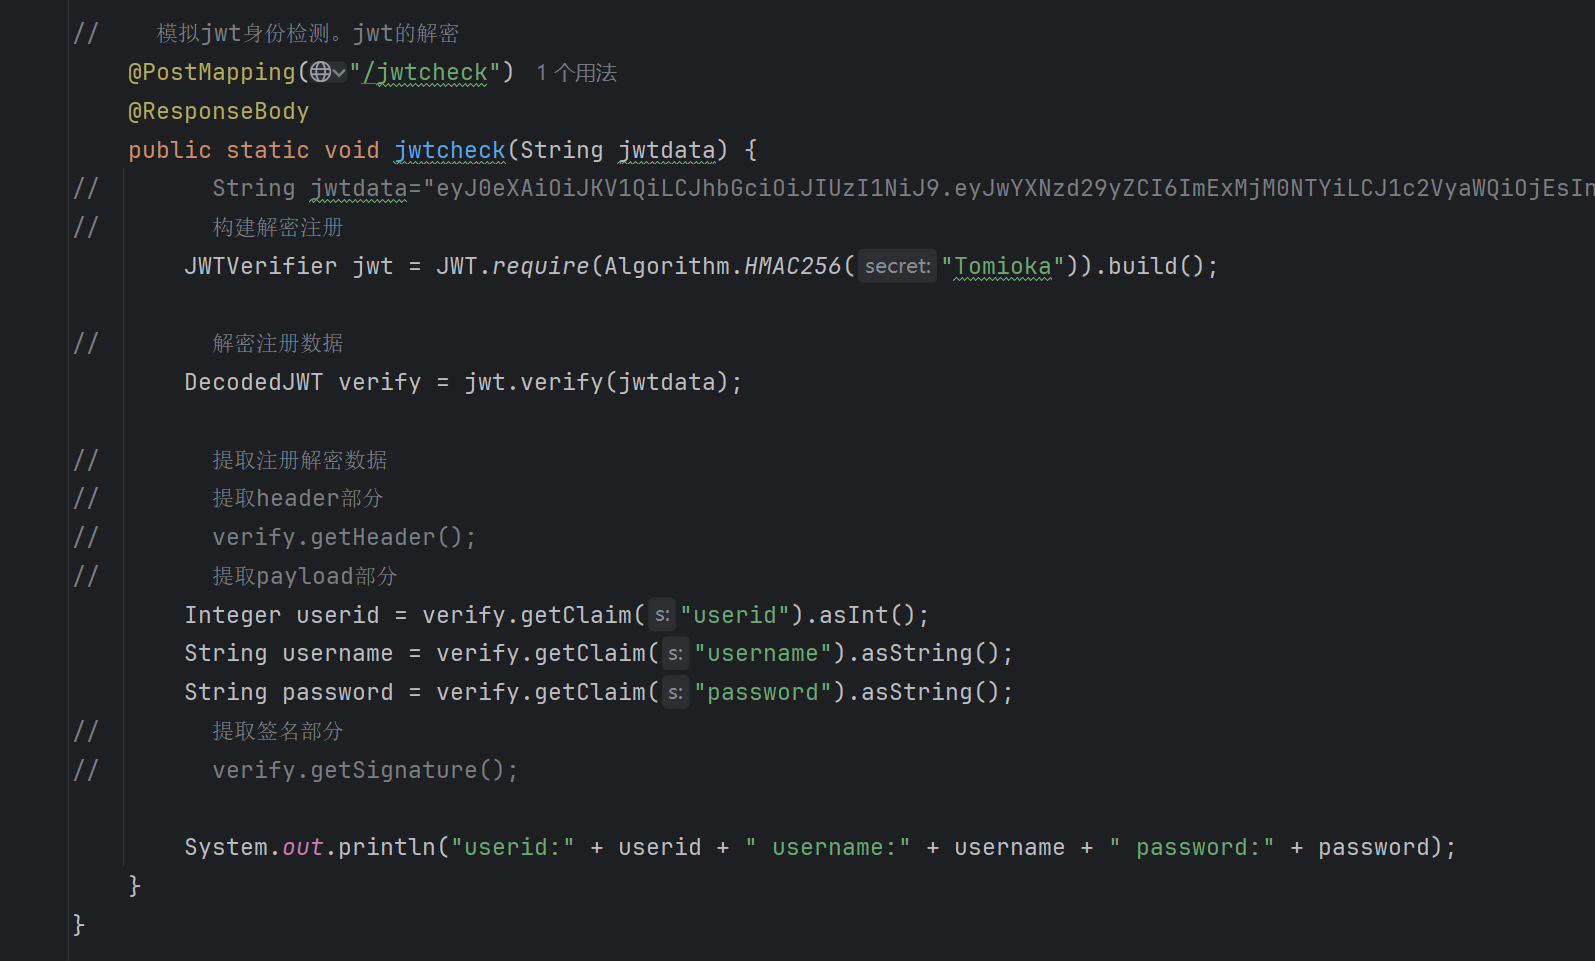 // 模拟jwt身份检测。jwt的解密
@PostMapping("/jwtcheck") 1 个用法
@ResponseBody
public static void jwtcheck(String jwtdata) {
// String jwtdata="eyJ0eXAiOiJKV1QiLCJhbGciOiJIUzI1NiJ9.eyJwYXNzd29yZCI6ImExMjM0NTYiLCJ1c2VyaWQiOjEsIn
// 构建解密注册
JWTVerifier jwt = JWT.require(Algorithm.HMAC256( secret: "Tomioka")).build();
// 解密注册数据
DecodedJWT verify = jwt.verify(jwtdata);
// 提取注册解密数据
// 提取header部分
// verify.getHeader();
// 提取payload部分
Integer userid = verify.getClaim( s: "userid").asInt();
String username = verify.getClaim( s: "username").asString();
String password = verify.getClaim( s: "password").asString();
// 提取签名部分
// verify.getSignature();
System.out.println("userid:" + userid + " username:" + username + " password:" + password);
}
}